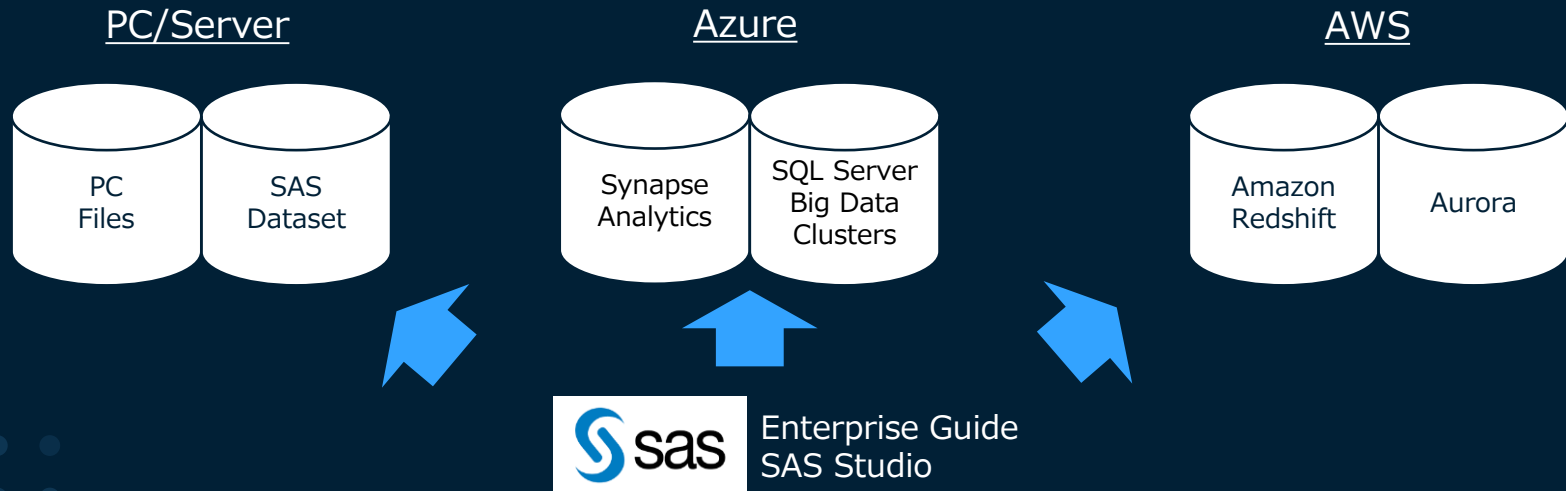 PC/Server
Azure
AWS
PC
Files
SAS
Dataset
Synapse
Analytics
SQL Server
Big Data
Clusters
Amazon
Redshift
Aurora
sas
Enterprise Guide
SAS Studio